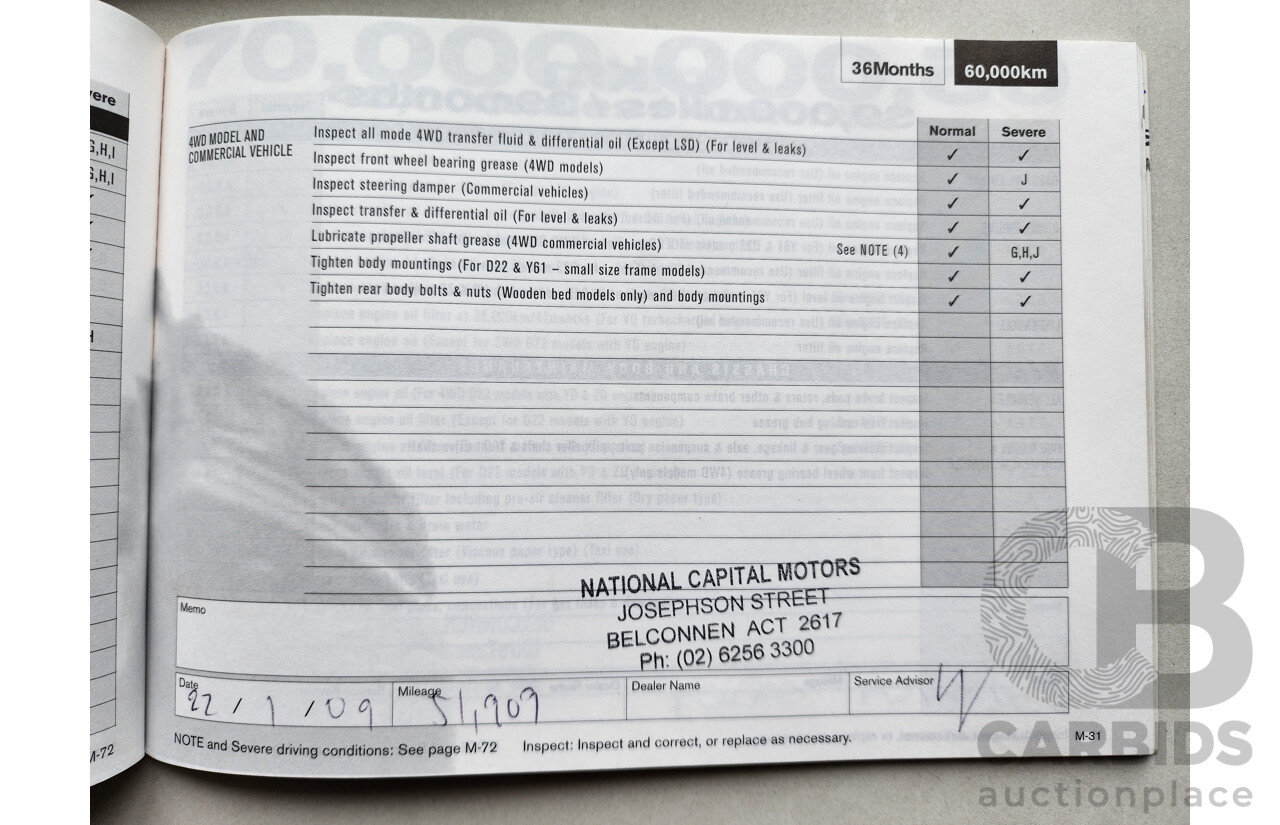 36Months 60,000km
Normal Severe
4WD MODEL AND
COMMERCIAL VEHICLE
Inspect all mode 4WD transfer fluid & differential oil (Except LSD) (For level & leaks) ✓ ✓
Inspect front wheel bearing grease (4WD models) ✓ J
Inspect steering damper (Commercial vehicles) ✓ ✓
Inspect transfer & differential oil (For level & leaks) ✓ ✓
Lubricate propeller shaft grease (4WD commercial vehicles) See NOTE (4) ✓ G,H,J
Tighten body mountings (For D22 & Y61 – small size frame models) ✓ ✓
Tighten rear body bolts & nuts (Wooden bed models only) and body mountings ✓ ✓
NATIONAL CAPITAL MOTORS
JOSEPHSON STREET
BELCONNEN ACT 2617
Ph: (02) 6256 3300
Memo
Date Mileage Dealer Name Service Advisor
22 / 1 / 09 51,909
NOTE and Severe driving conditions: See page M-72 Inspect: Inspect and correct, or replace as necessary. M-31
M-72
CARBIDS
auctionplace